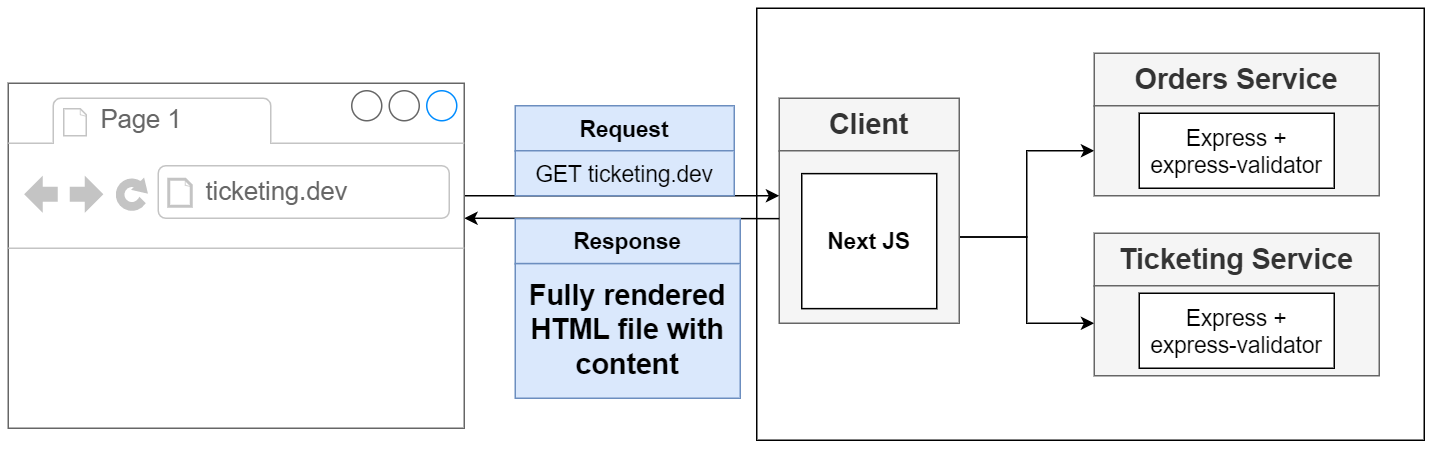 Page 1
ticketing.dev
Request
GET ticketing.dev
Response
Fully rendered
HTML file with
content
Client
Next JS
Orders Service
Express +
express-validator
Ticketing Service
Express +
express-validator